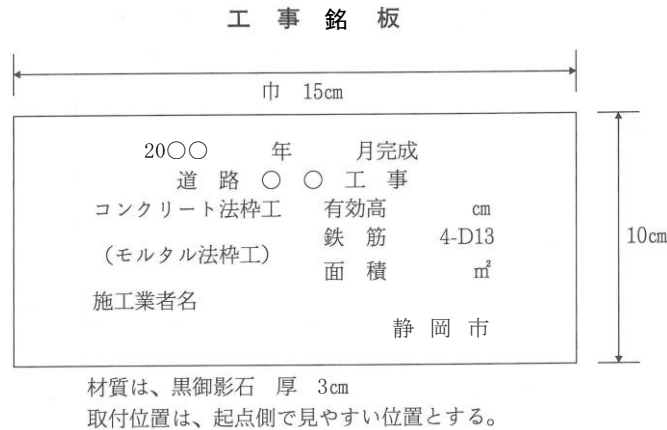 工 事 銘 板
巾 15㎝
20○○ 年 月完成
道 路 ○ ○ 工 事
コンクリート法枠工 有効高 ㎝
鉄 筋 4-D13
(モルタル法枠工)
面 積 ㎡
施工業者名
静 岡 市
10㎝
材質は、黒御影石 厚 3㎝
取付位置は、起点側で見やすい位置とする。